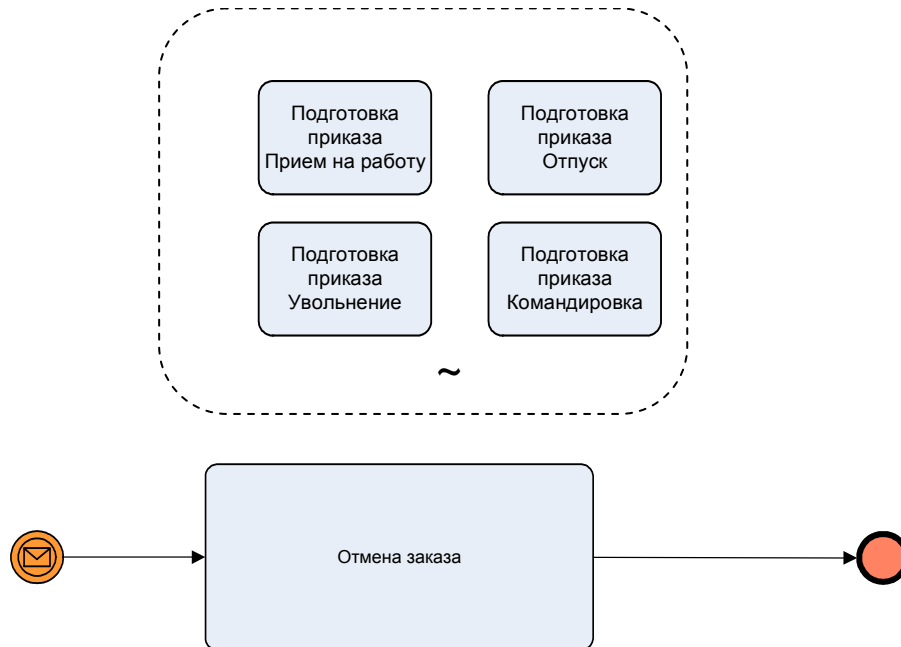 Подготовка
приказа
Прием на работу
Подготовка
приказа
Отпуск
Подготовка
приказа
Увольнение
Подготовка
приказа
Командировка
~
Отмена заказа